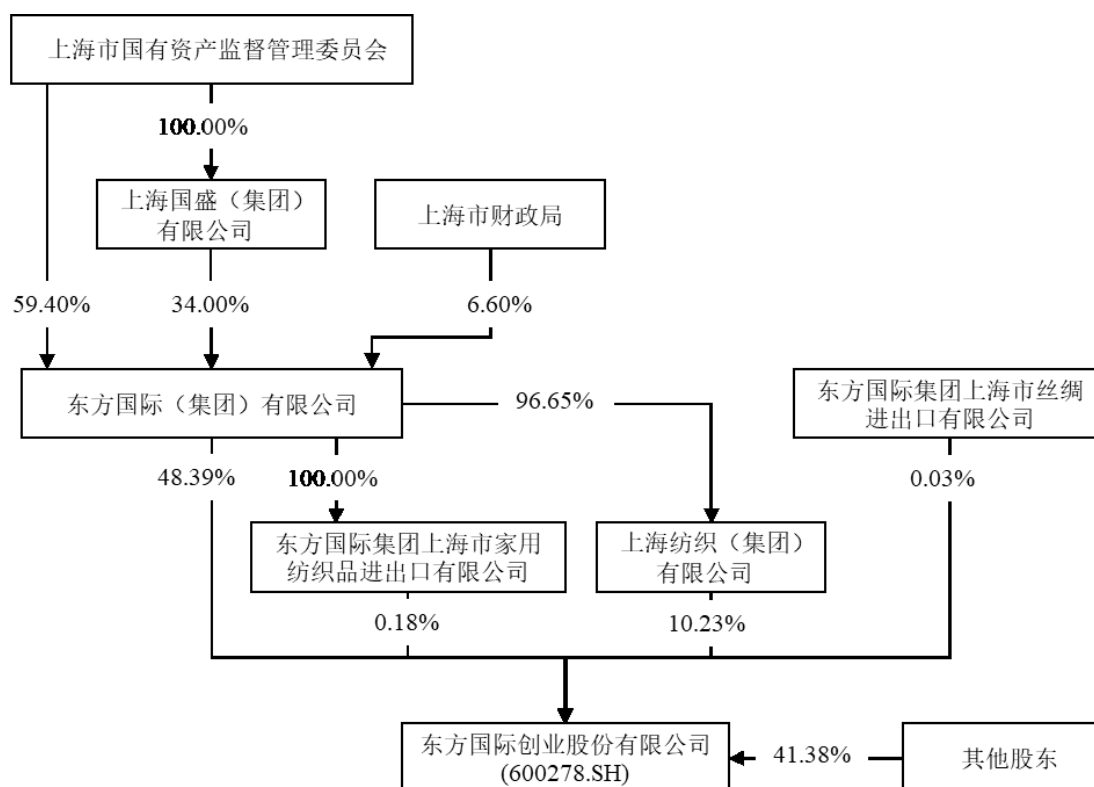 上海市国有资产监督管理委员会
100.00%
上海国盛（集团）
有限公司
上海市财政局
59.40%
34.00%
6.60%
东方国际（集团）有限公司
96.65%
东方国际集团上海市丝绸
进出口有限公司
48.39%
100.00%
0.03%
东方国际集团上海市家用
纺织品进出口有限公司
上海纺织（集团）
有限公司
0.18%
10.23%
东方国际创业股份有限公司
(600278.SH)
41.38%
其他股东